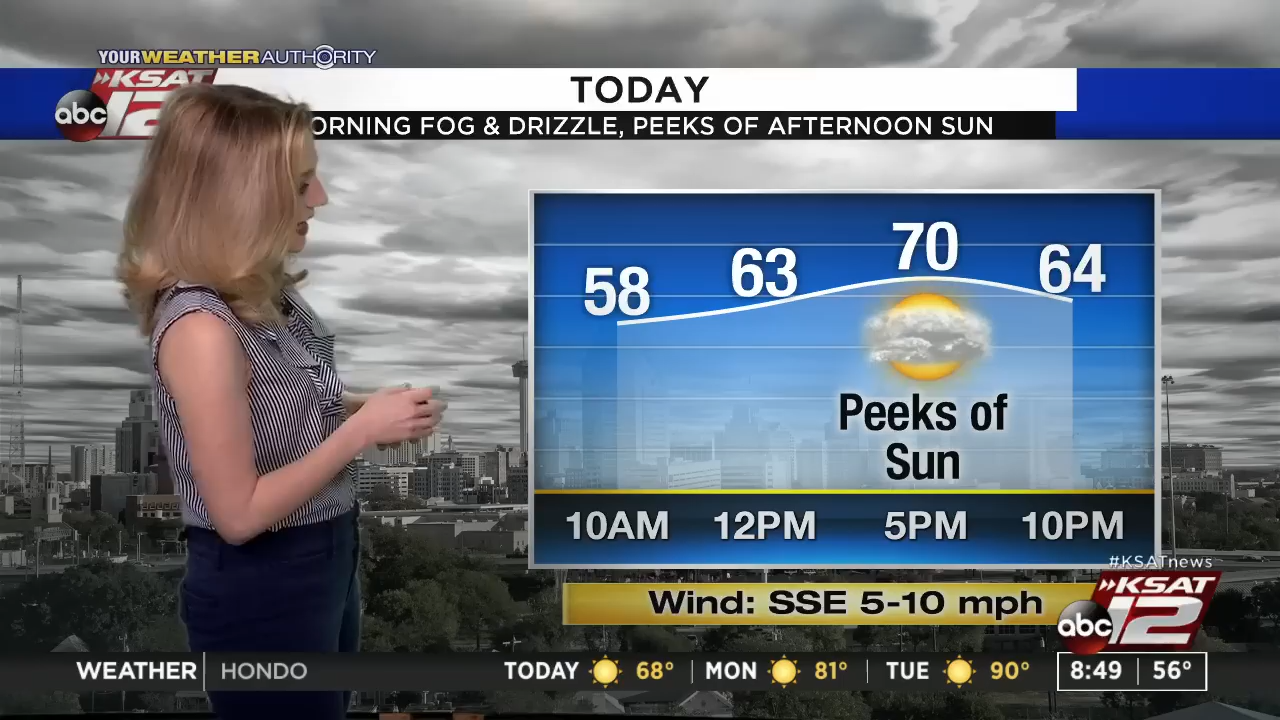 YOURWEATHERAUTHORITY
»KSAT
abc 12
TODAY
ORNING FOG & DRIZZLE, PEEKS OF AFTERNOON SUN
58 63 70 64
Peeks of
Sun
10AM 12PM 5PM 10PM
#KSATnews
Wind: SSE 5-10 mph
»KSAT
abc 12
WEATHER HONDO TODAY 68° MON 81° TUE 90° 8:49 56°